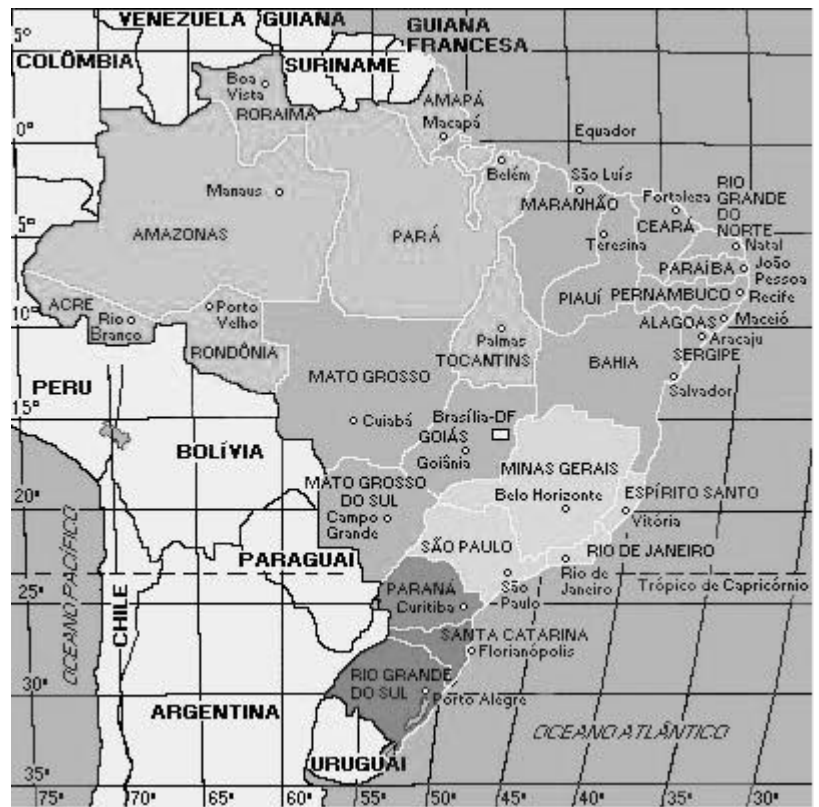 VENEZUELA
GUIANA
GUIANA
FRANCESA
5°
COLÔMBIA
SURINAME
Boa
Vista
RORAIMA
AMAPÁ
Macapá
0°
Equador
Manaus
Belém
São Luís
RIO
GRANDE
DO
NORTE
Fortaleza
MARANHÃO
CEARÁ
5°
AMAZONAS
PARÁ
Teresina
Natal
PARAÍBA
João
Pessoa
PIAUÍ
PERNAMBUCO
Recife
ACRE
Rio
Branco
Porto
Velho
10°
Palmas
TOCANTINS
ALAGOAS
Maceió
Aracaju
SERGIPE
RONDÔNIA
MATO GROSSO
BAHIA
PERU
Salvador
15°
Cuiabá
Brasília-DF
GOIÁS
Goiânia
BOLÍVIA
MINAS GERAIS
Belo Horizonte
MATO GROSSO
DO SUL
Campo
Grande
20°
ESPÍRITO SANTO
Vitória
PARAGUAI
SÃO PAULO
RIO DE JANEIRO
Rio de
Janeiro
São
Paulo
Trópico de Capricórnio
OCEANO PACÍFICO
CHILE
25°
PARANA
Curitiba
SANTA CATARINA
Florianópolis
RIO GRANDE
DO SUL
Porto Alegre
30°
ARGENTINA
OCEANO ATLÂNTICO
URUGUAI
35°
75°
70°
65°
60°
55°
50°
45°
40°
35°
30°
25°